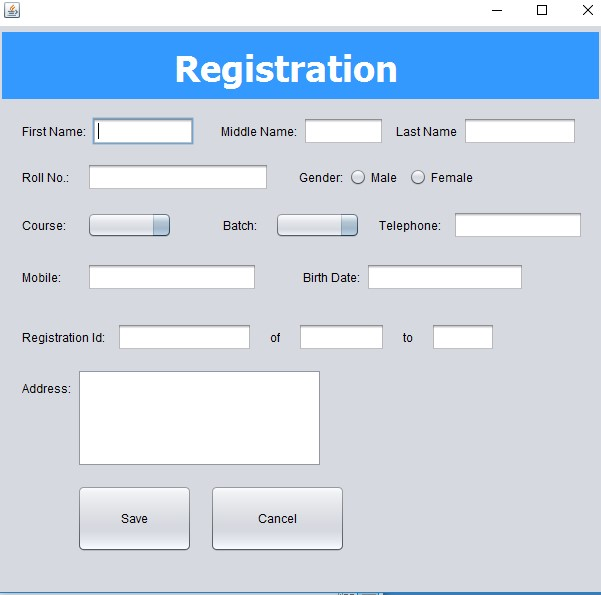 Registration
First Name: Middle Name: Last Name
Roll No.: Gender: Male Female
Course: Batch: Telephone:
Mobile: Birth Date:
Registration Id: of to
Address:
Save Cancel